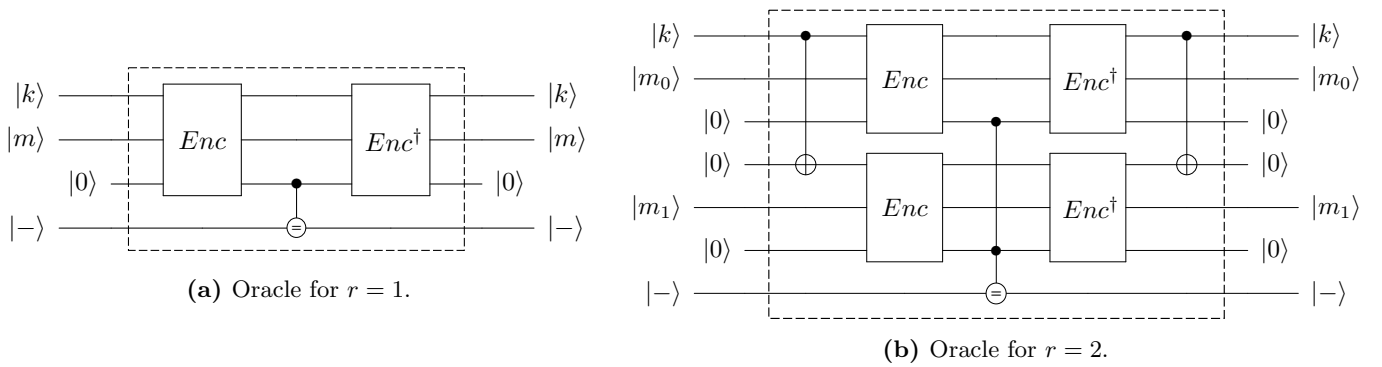 |k⟩ Enc Enc† |k⟩
|m⟩ |m⟩
|0⟩ |0⟩
|−⟩ = |−⟩
(a) Oracle for r = 1.
|k⟩ Enc Enc† |k⟩
|m₀⟩ |m₀⟩
|0⟩ |0⟩
|0⟩ |0⟩
|m₁⟩ Enc Enc† |m₁⟩
|0⟩ |0⟩
|−⟩ = |−⟩
(b) Oracle for r = 2.